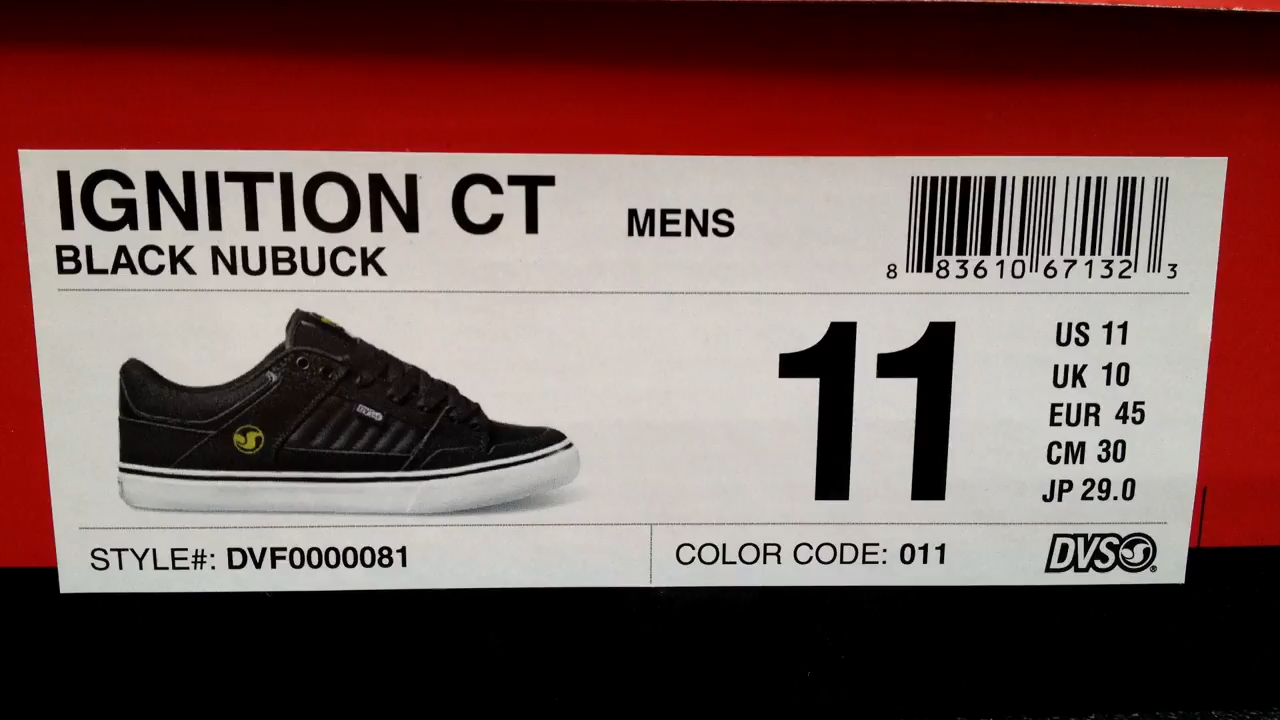 IGNITION CT
MENS
BLACK NUBUCK
8 83610 67132 3
11
US 11
UK 10
EUR 45
CM 30
JP 29.0
STYLE#: DVF0000081
COLOR CODE: 011
DVS